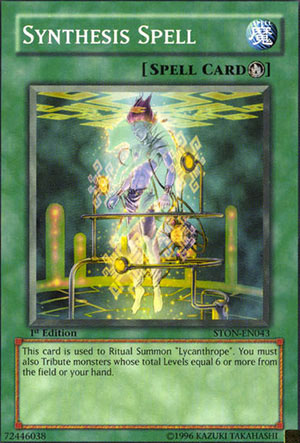 SYNTHESIS SPELL
魔
[SPELL CARD]
1st Edition
STON-EN043
This card is used to Ritual Summon "Lycanthrope". You must
also Tribute monsters whose total Levels equal 6 or more from
the field or your hand.
72446038
©1996 KAZUKI TAKAHASHI